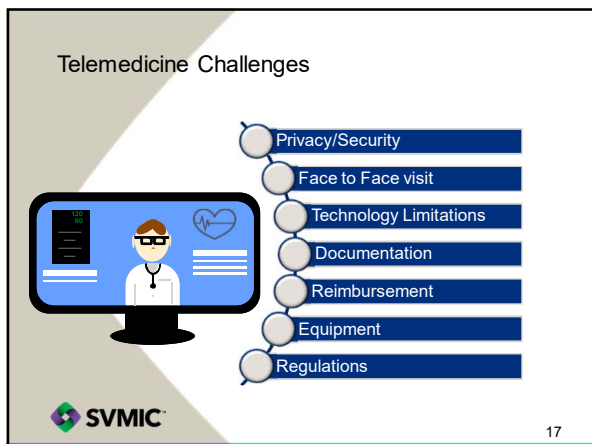 Telemedicine Challenges
Privacy/Security
Face to Face visit
Technology Limitations
Documentation
Reimbursement
Equipment
Regulations
120
80
SVMIC
17